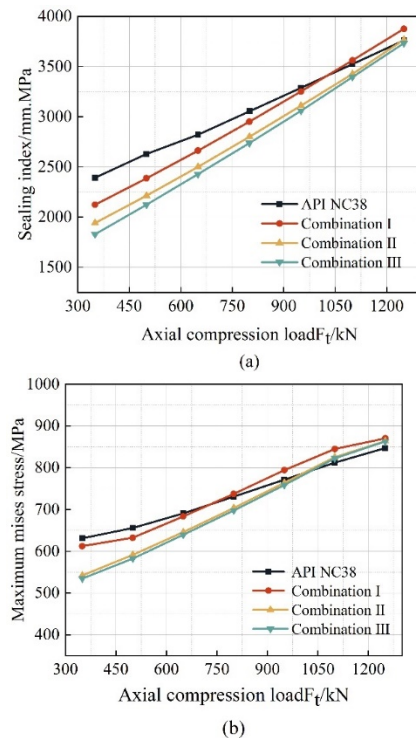 (a)
4000
3500
3000
2500
2000
1500
Sealing index/mm.MPa
API NC38
Combination I
Combination II
Combination III
300 450 600 750 900 1050 1200
Axial compression loadFt/kN
(a)
1000
900
800
700
600
500
400
Maximum mises stress/MPa
API NC38
Combination I
Combination II
Combination III
300 450 600 750 900 1050 1200
Axial compression loadFt/kN
(b)